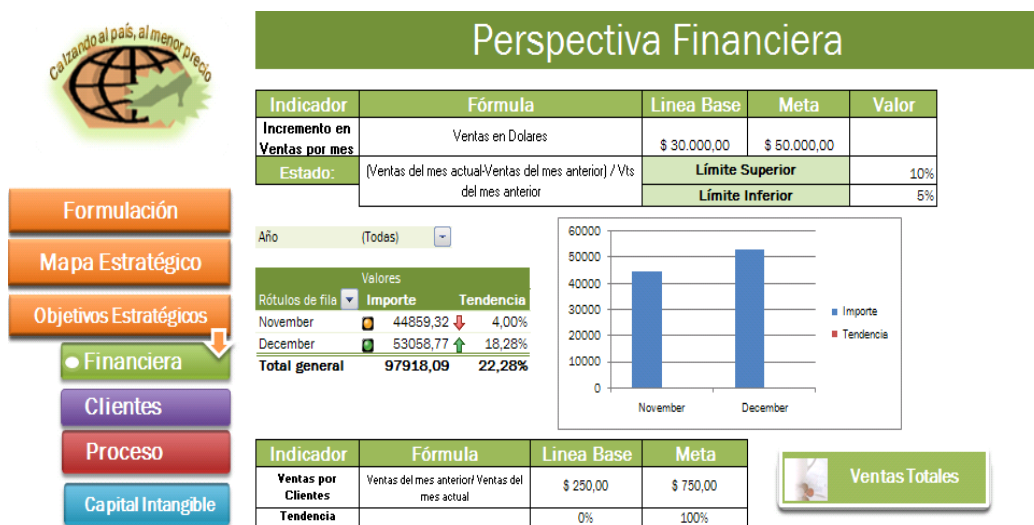 Calzando al país, al menor precio
Perspectiva Financiera
Indicador Fórmula Linea Base Meta Valor
Incremento en
Ventas por mes
Ventas en Dolares
$ 30.000,00 $ 50.000,00
Estado:
(Ventas del mes actual-Ventas del mes anterior) / Vts
del mes anterior
Límite Superior 10%
Límite Inferior 5%
Formulación
Mapa Estratégico
Objetivos Estratégicos
Financiera
Clientes
Proceso
Capital Intangible
Año (Todas)
Valores
Rótulos de fila Importe Tendencia
November 44859,32 4,00%
December 53058,77 18,28%
Total general 97918,09 22,28%
60000
50000
40000
30000
20000
10000
0
November December
Importe
Tendencia
Indicador Fórmula Linea Base Meta
Ventas por
Clientes
Ventas del mes anterior/ Ventas del
mes actual
$ 250,00 $ 750,00
Tendencia 0% 100%
Ventas Totales